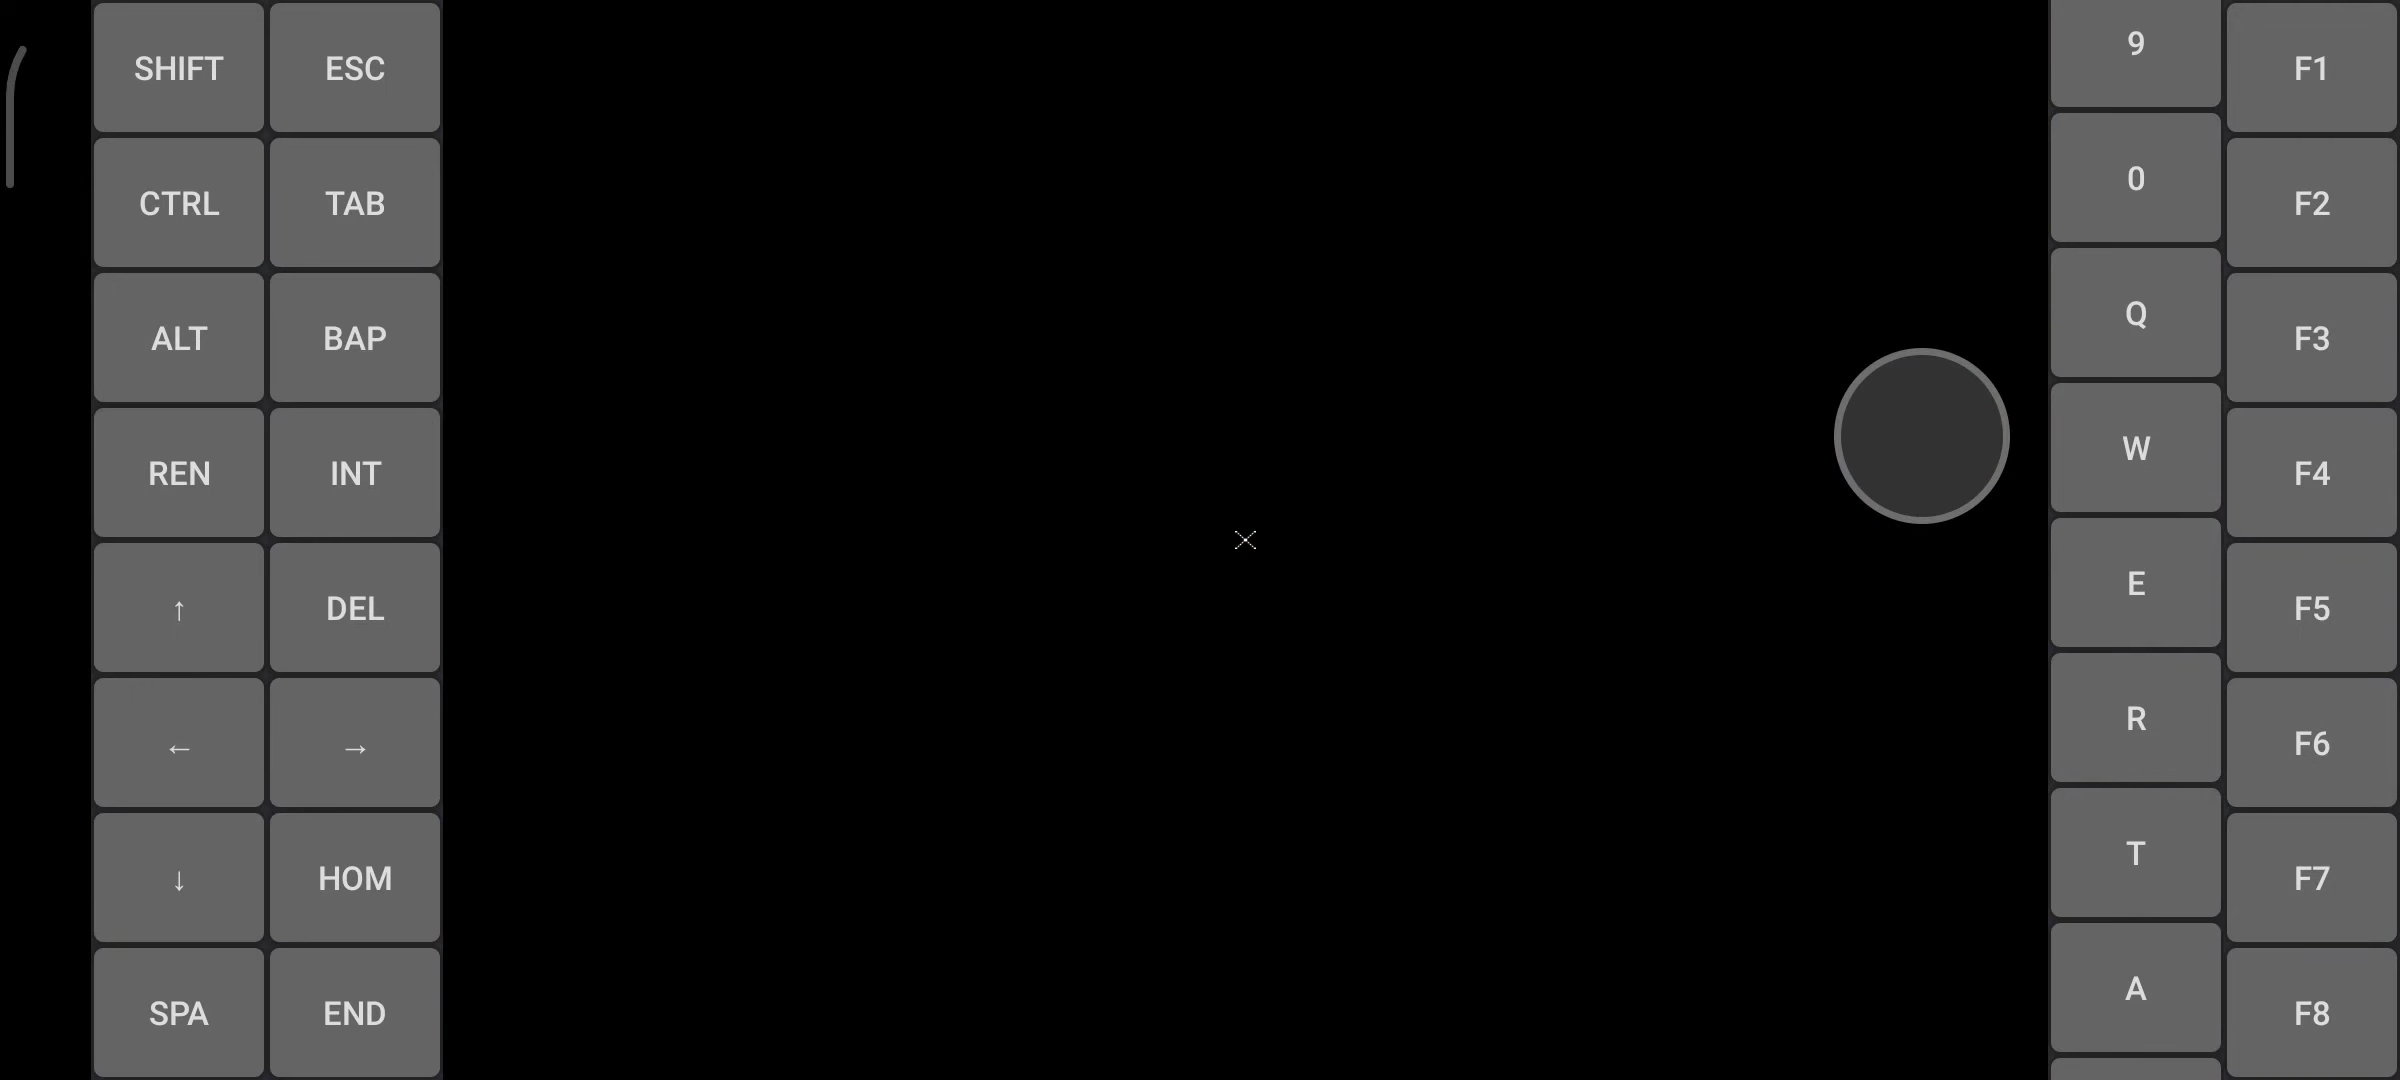 SHIFT ESC
CTRL TAB
ALT BAP
REN INT
↑ DEL
← →
↓ HOM
SPA END
9 F1
0 F2
Q F3
W F4
E F5
R F6
T F7
A F8